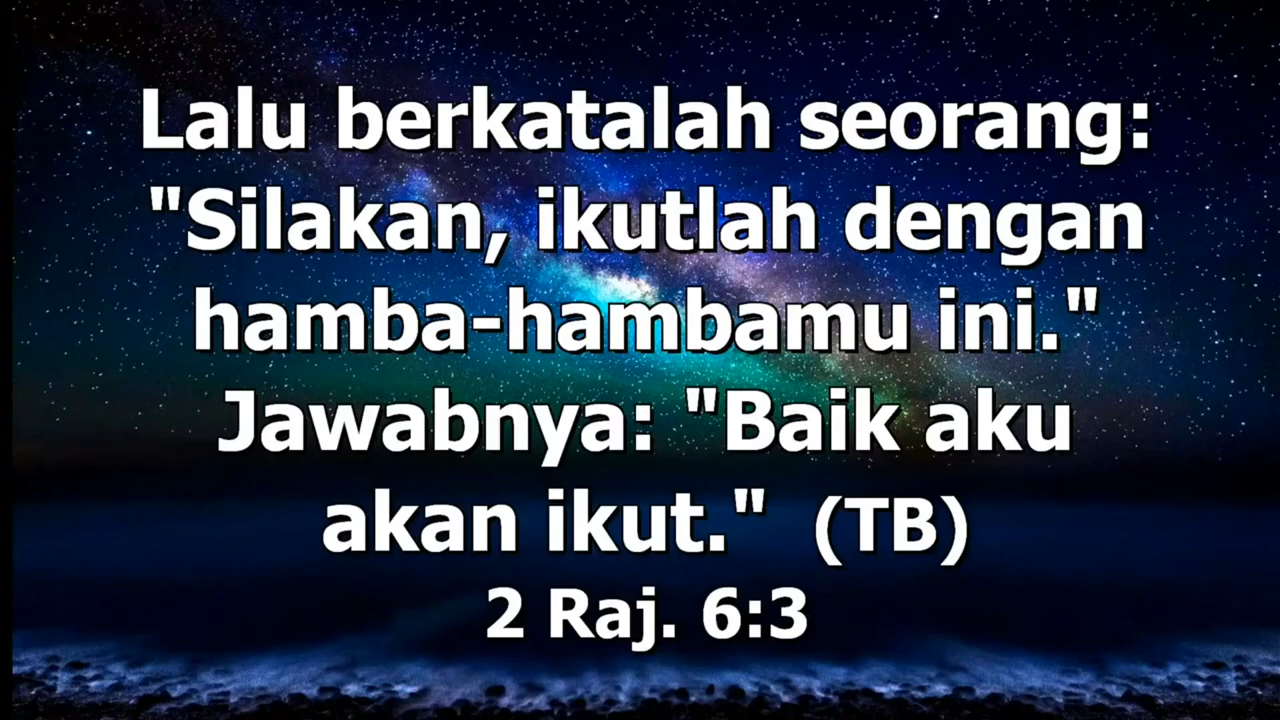 Lalu berkatalah seorang:
"Silakan, ikutlah dengan
hamba-hambamu ini."
Jawabnya: "Baik aku
akan ikut." (TB)
2 Raj. 6:3